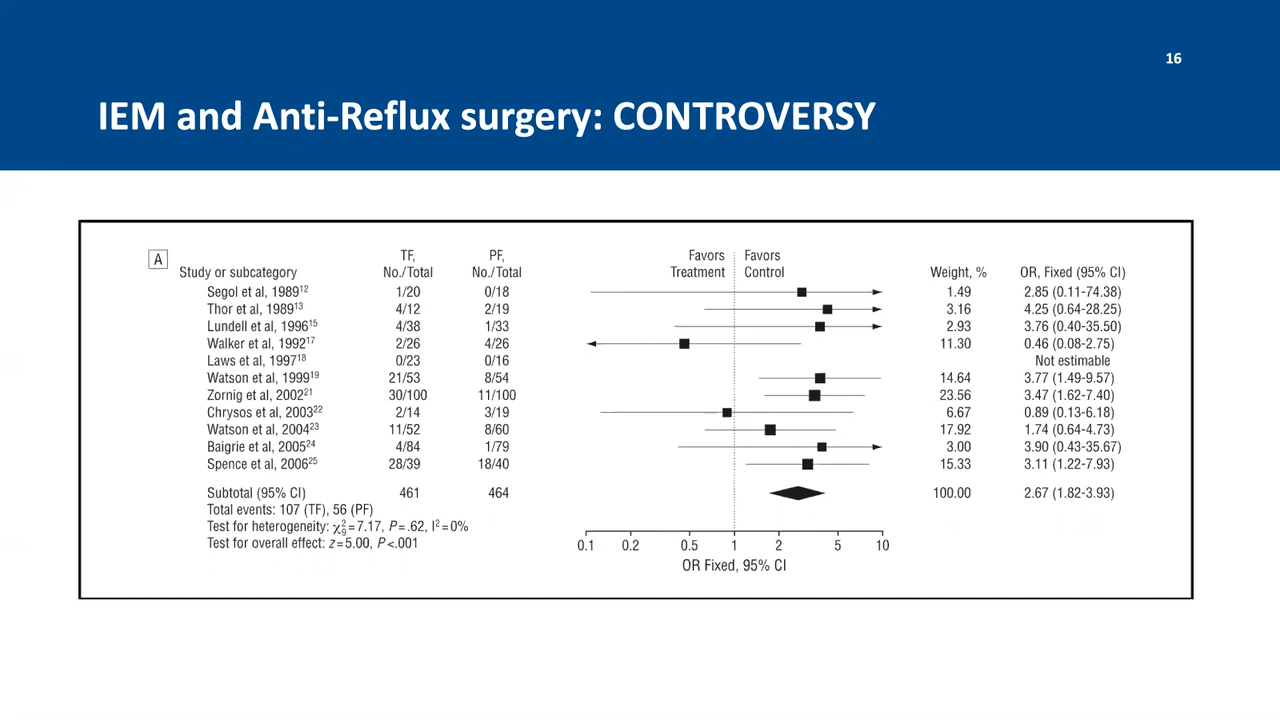 16
IEM and Anti-Reflux surgery: CONTROVERSY
A
TF, PF, Favors Favors
Study or subcategory No./Total No./Total Treatment Control Weight, % OR, Fixed (95% CI)
Segol et al, 1989¹² 1/20 0/18 1.49 2.85 (0.11-74.38)
Thor et al, 1989¹³ 4/12 2/19 3.16 4.25 (0.64-28.25)
Lundell et al, 1996¹⁵ 4/38 1/33 2.93 3.76 (0.40-35.50)
Walker et al, 1992¹⁷ 2/26 4/26 11.30 0.46 (0.08-2.75)
Laws et al, 1997¹⁸ 0/23 0/16 Not estimable
Watson et al, 1999¹⁹ 21/53 8/54 14.64 3.77 (1.49-9.57)
Zornig et al, 2002²¹ 30/100 11/100 23.56 3.47 (1.62-7.40)
Chrysos et al, 2003²² 2/14 3/19 6.67 0.89 (0.13-6.18)
Watson et al, 2004²³ 11/52 8/60 17.92 1.74 (0.64-4.73)
Baigrie et al, 2005²⁴ 4/84 1/79 3.00 3.90 (0.43-35.67)
Spence et al, 2006²⁵ 28/39 18/40 15.33 3.11 (1.22-7.93)
Subtotal (95% CI) 461 464 100.00 2.67 (1.82-3.93)
Total events: 107 (TF), 56 (PF)
Test for heterogeneity: χ²₉=7.17, P=.62, I²=0%
Test for overall effect: z=5.00, P<.001
0.1 0.2 0.5 1 2 5 10
OR Fixed, 95% CI